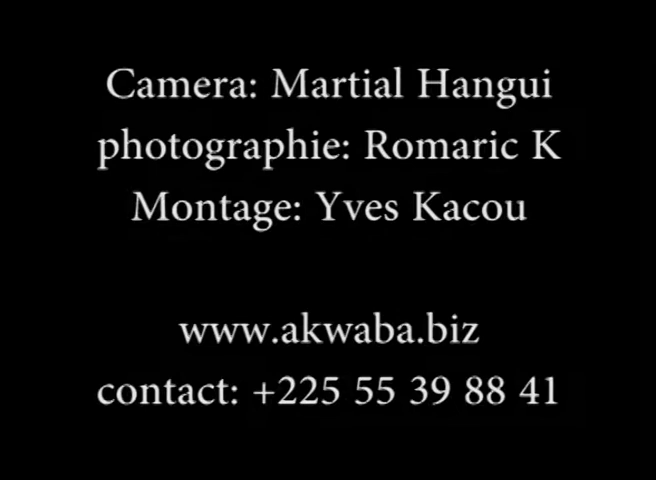 Camera: Martial Hangui
photographie: Romaric K
Montage: Yves Kacou
www.akwaba.biz
contact: +225 55 39 88 41